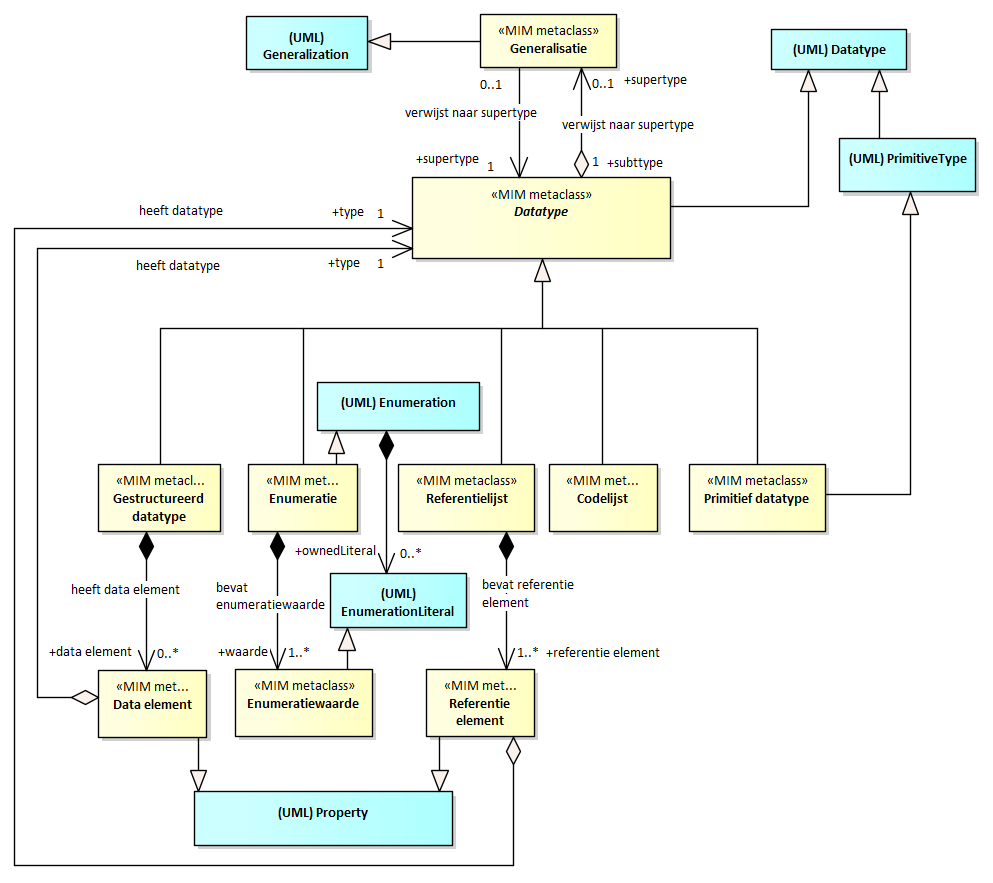 (UML)
Generalization
«MIM metaclass»
Generalisatie
(UML) Datatype
0..1
0..1
+supertype
verwijst naar supertype
verwijst naar supertype
(UML) PrimitiveType
+supertype
1
1
+subttype
«MIM metaclass»
Datatype
heeft datatype
+type
1
heeft datatype
+type
1
(UML) Enumeration
«MIM metacl...
Gestructureerd
datatype
«MIM met...
Enumeratie
«MIM metaclass»
Referentielijst
«MIM met...
Codelijst
«MIM metaclass»
Primitief datatype
+ownedLiteral
0..*
heeft data element
bevat
enumeratiewaarde
(UML)
EnumerationLiteral
bevat referentie
element
+data element
0..*
+waarde
1..*
1..*
+referentie element
«MIM met...
Data element
«MIM metaclass»
Enumeratiewaarde
«MIM met...
Referentie
element
(UML) Property